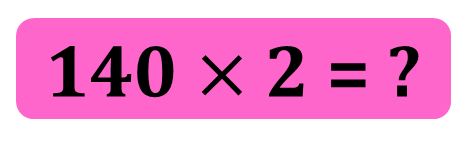 140 × 2 = ?